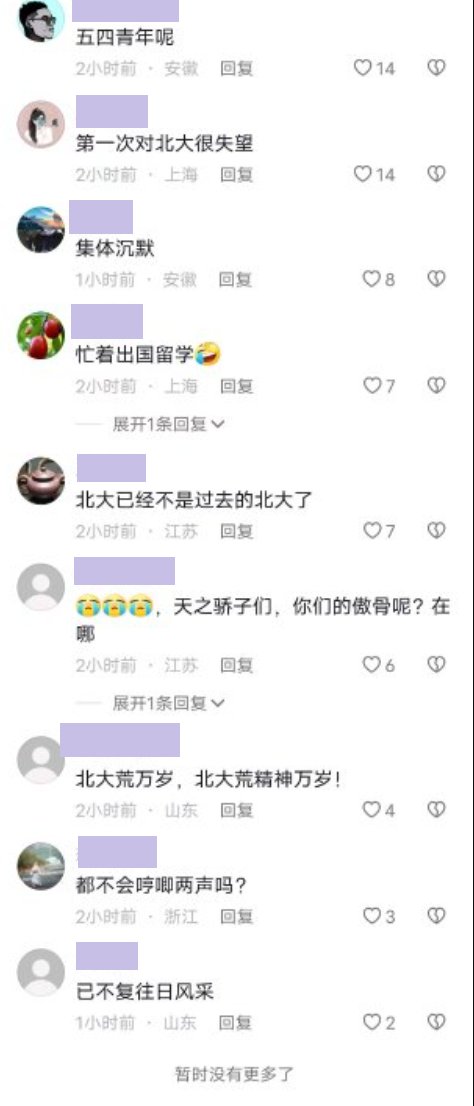 五四青年呢
2小时前 · 安徽 回复 14
第一次对北大很失望
2小时前 · 上海 回复 14
集体沉默
1小时前 · 安徽 回复 8
忙着出国留学🤣
2小时前 · 上海 回复 7
展开1条回复
北大已经不是过去的北大了
2小时前 · 江苏 回复 7
😭😭😭，天之骄子们，你们的傲骨呢？在
哪
2小时前 · 江苏 回复 6
展开1条回复
北大荒万岁，北大荒精神万岁！
2小时前 · 山东 回复 4
都不会哼唧两声吗？
2小时前 · 浙江 回复 3
已不复往日风采
1小时前 · 山东 回复 2
暂时没有更多了